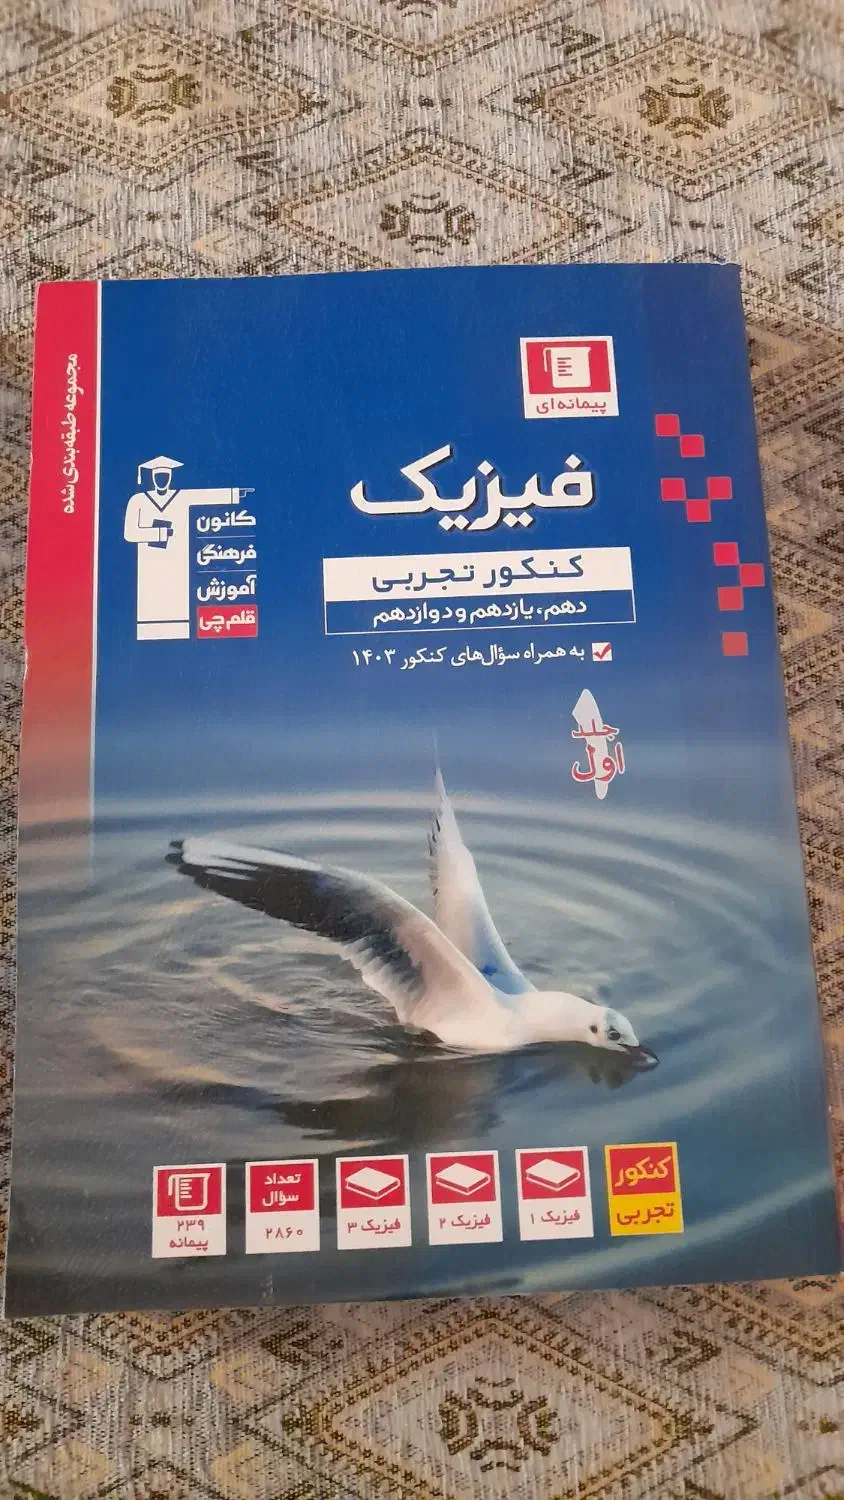 مجموعه طبقه‌بندی شده
پیمانه‌ای
فیزیک
کانون
فرهنگی
آموزش
قلم‌چی
کنکور تجربی
دهم، یازدهم و دوازدهم
به همراه سؤال‌های کنکور ۱۴۰۳
جلد
اول
کنکور
تجربی
فیزیک ۱
فیزیک ۲
فیزیک ۳
تعداد
سؤال
۲۸۶۰
۲۳۹
پیمانه